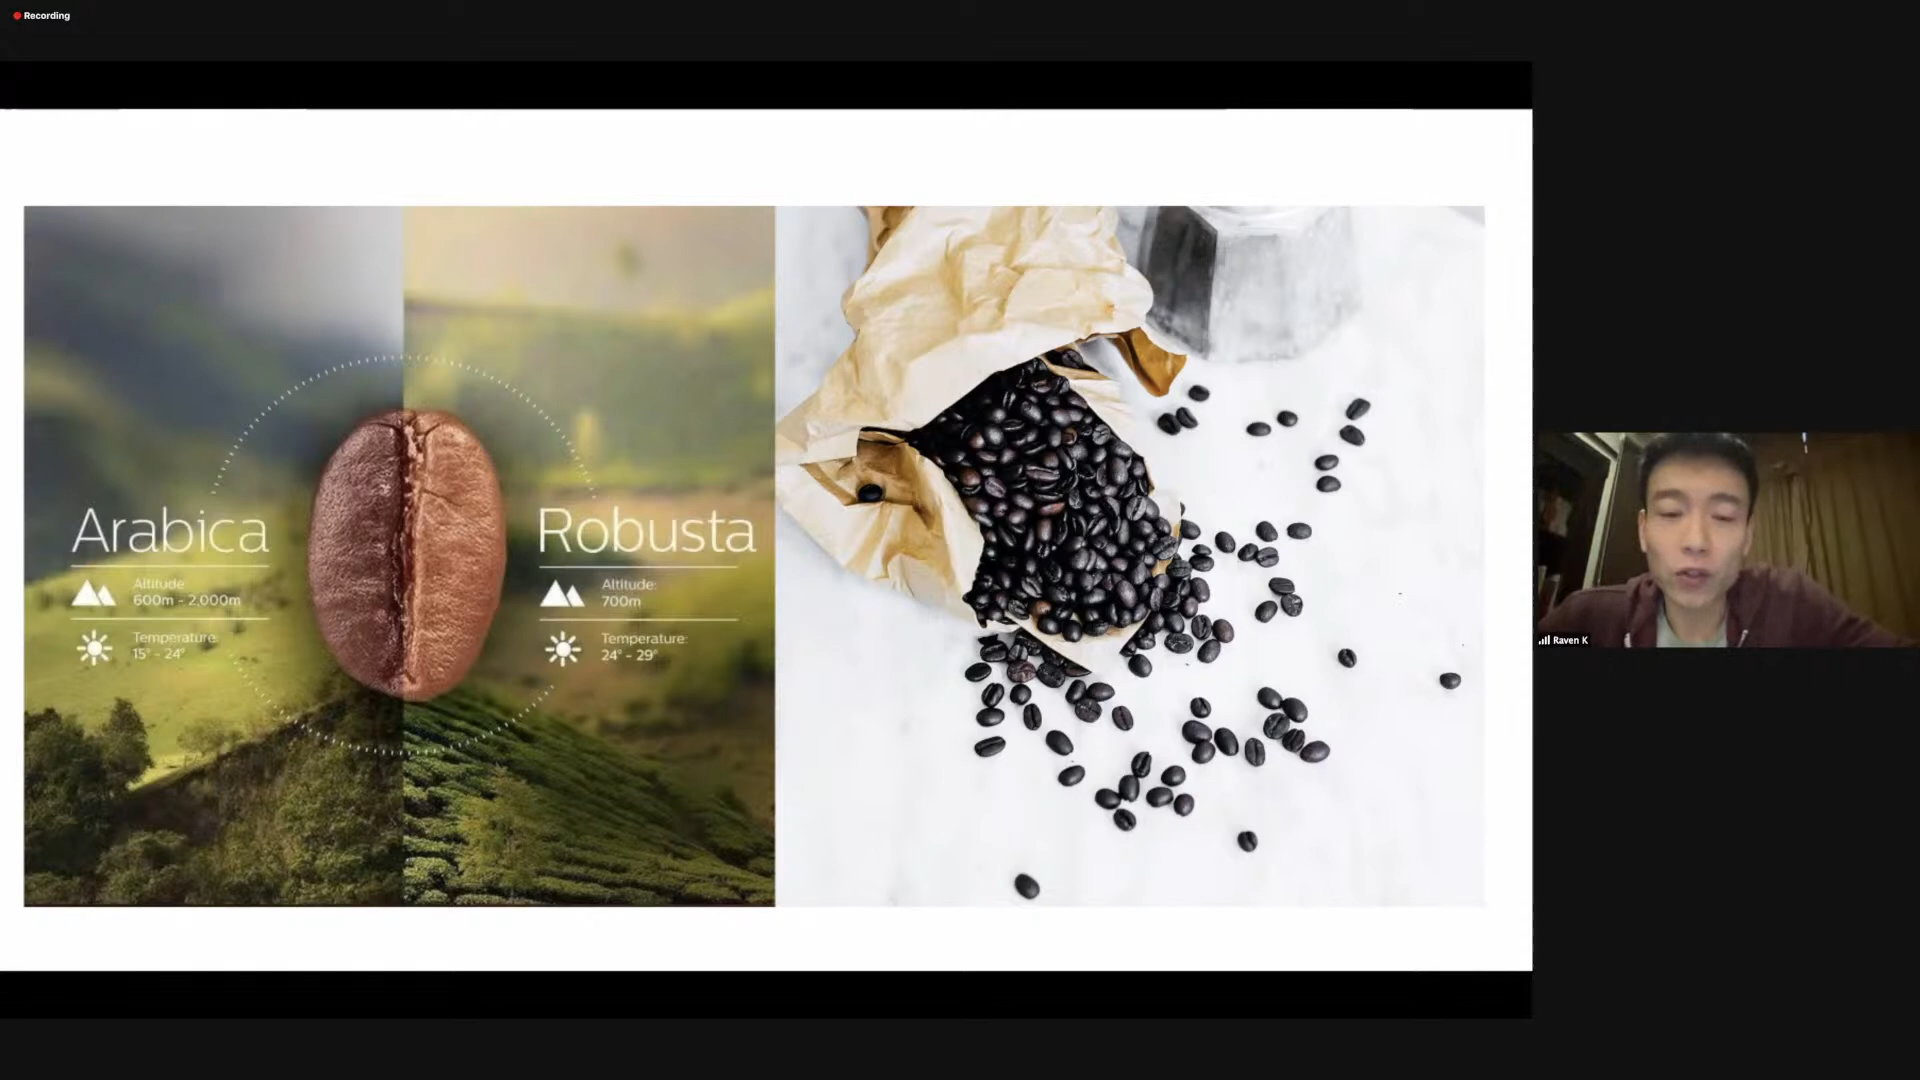 Recording
Arabica
Altitude:
600m - 2,000m
Temperature:
15° - 24°
Robusta
Altitude:
700m
Temperature:
24° - 29°
Raven K